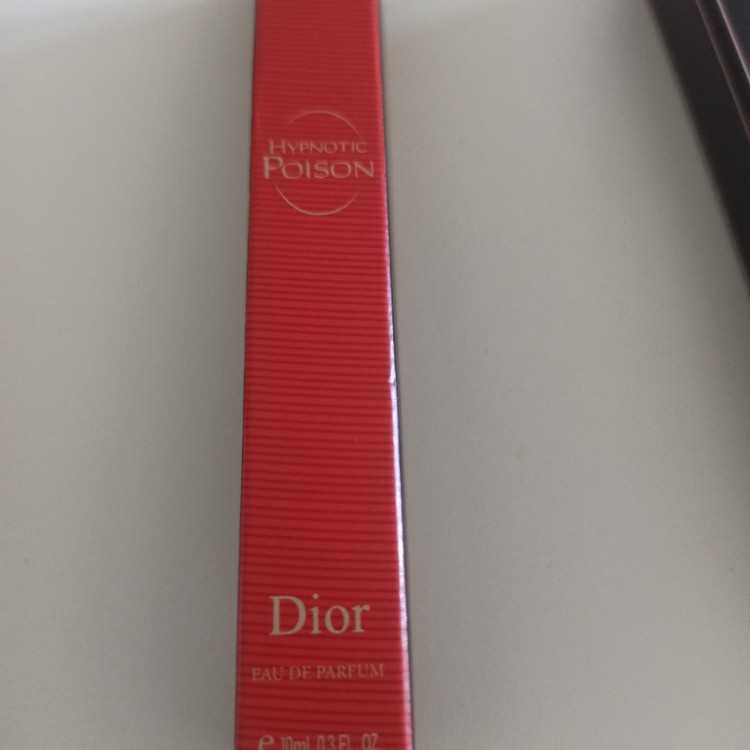 HYPNOTIC
POISON
Dior
EAU DE PARFUM
e 10ml 0.3 FL. OZ